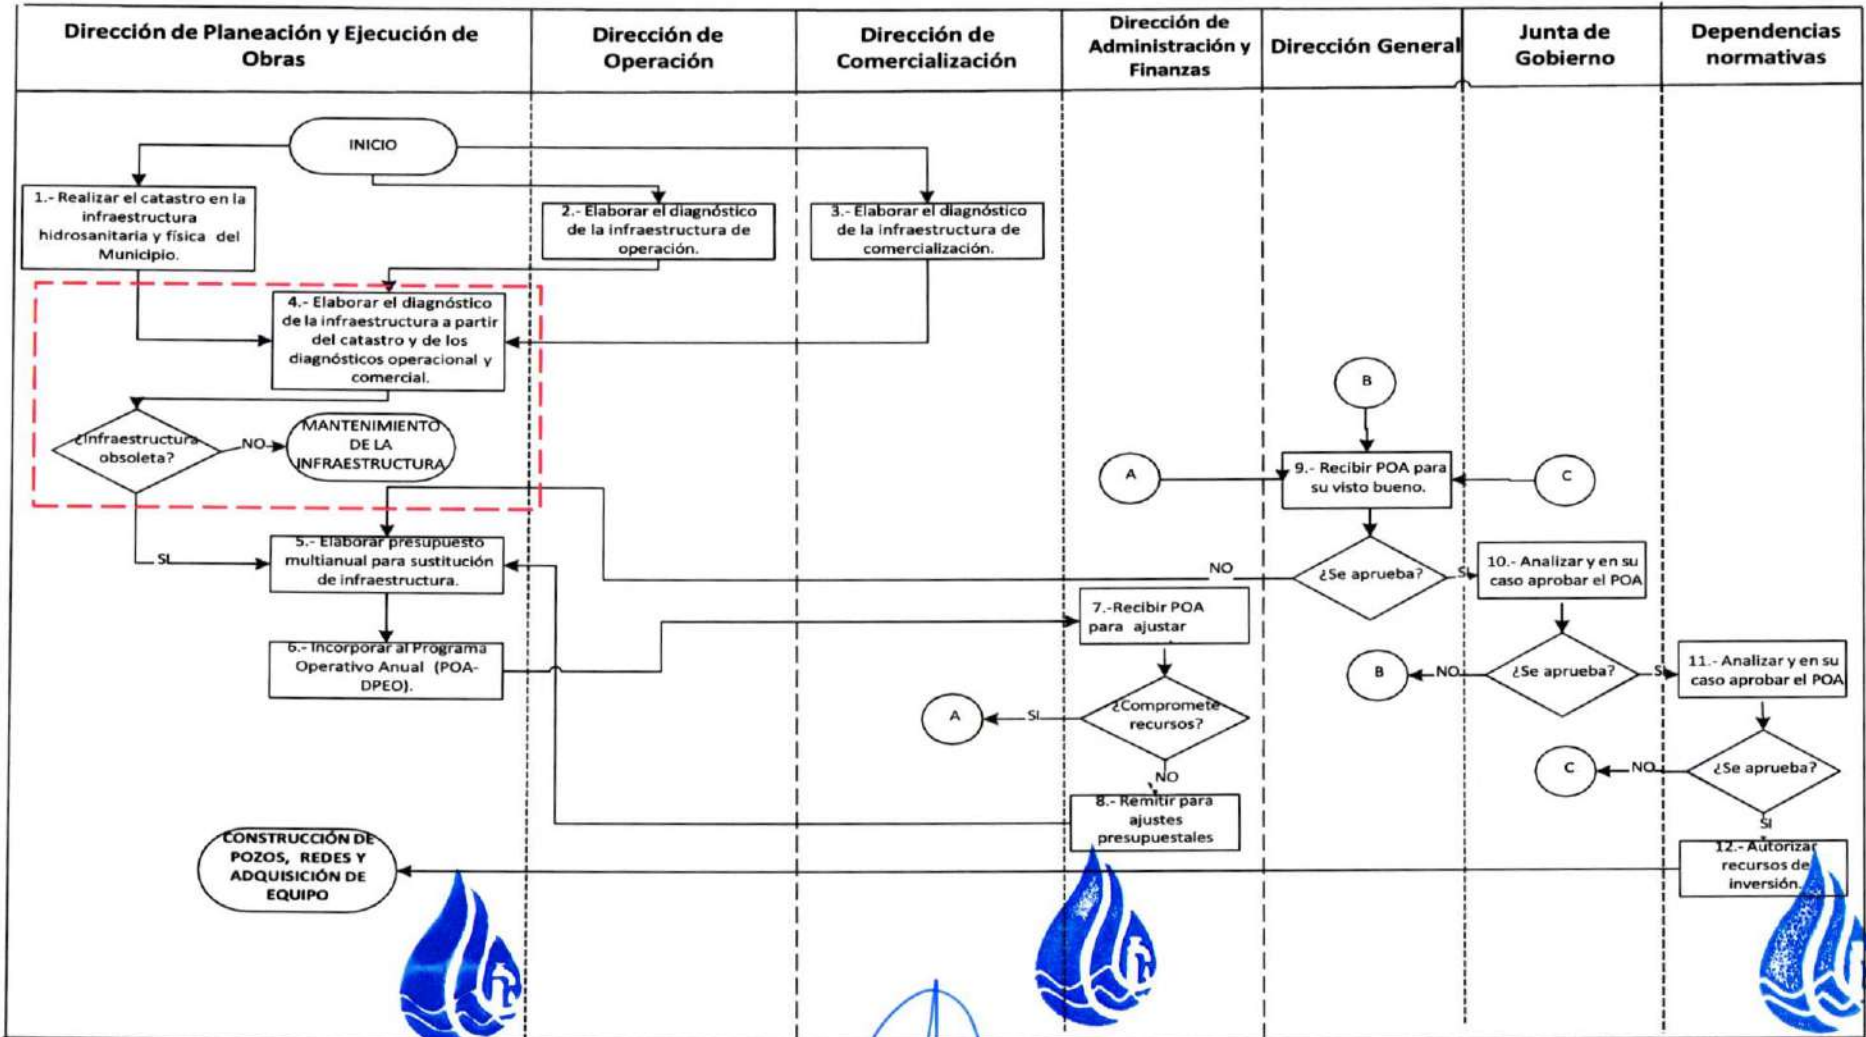 Dirección de Planeación y Ejecución de
Obras
Dirección de
Operación
Dirección de
Comercialización
Dirección de
Administración y
Finanzas
Dirección General
Junta de
Gobierno
Dependencias
normativas
INICIO
1.- Realizar el catastro en la
infraestructura
hidrosanitaria y física del
Municipio.
2.- Elaborar el diagnóstico
de la infraestructura de
operación.
3.- Elaborar el diagnóstico
de la infraestructura de
comercialización.
4.- Elaborar el diagnóstico
de la infraestructura a partir
del catastro y de los
diagnósticos operacional y
comercial.
¿Infraestructura
obsoleta?
NO
MANTENIMIENTO
DE LA
INFRAESTRUCTURA
SI
5.- Elaborar presupuesto
multianual para sustitución
de infraestructura.
6.- Incorporar al Programa
Operativo Anual (POA-
DPEO).
7.-Recibir POA
para ajustar
¿Compromete
recursos?
SI
A
NO
8.- Remitir para
ajustes
presupuestales
B
A
9.- Recibir POA para
su visto bueno.
C
¿Se aprueba?
NO
SI
10.- Analizar y en su
caso aprobar el POA
¿Se aprueba?
NO
B
SI
11.- Analizar y en su
caso aprobar el POA
¿Se aprueba?
NO
C
SI
12.- Autorizar
recursos de
inversión.
CONSTRUCCIÓN DE
POZOS, REDES Y
ADQUISICIÓN DE
EQUIPO